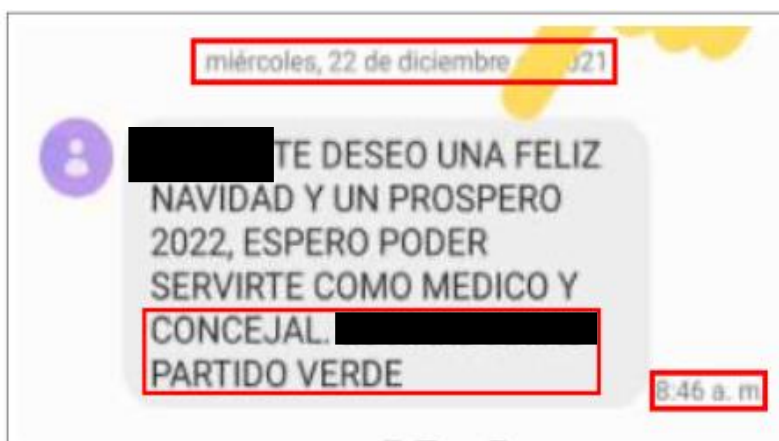 miércoles, 22 de diciembre 021
TE DESEO UNA FELIZ
NAVIDAD Y UN PROSPERO
2022, ESPERO PODER
SERVIRTE COMO MEDICO Y
CONCEJAL.
PARTIDO VERDE
8:46 a. m